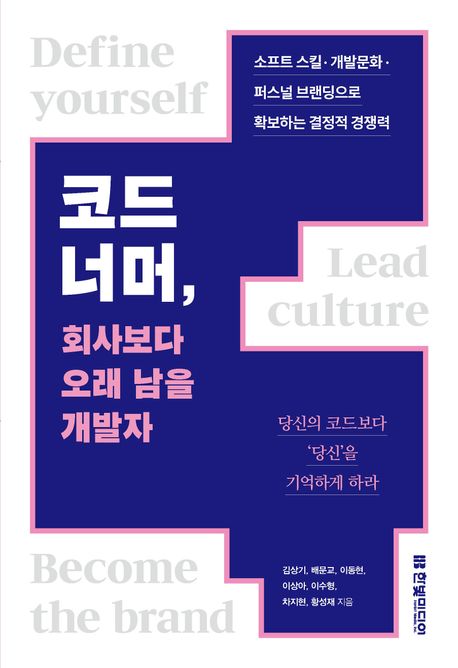 Define
yourself
소프트 스킬 · 개발문화 ·
퍼스널 브랜딩으로
확보하는 결정적 경쟁력
코드
너머,
회사보다
오래 남을
개발자
Lead
culture
당신의 코드보다
‘당신’을
기억하게 하라
Become
the brand
김상기, 배문교, 이동현,
이상아, 이수형,
차지현, 황성재 지음
한빛미디어